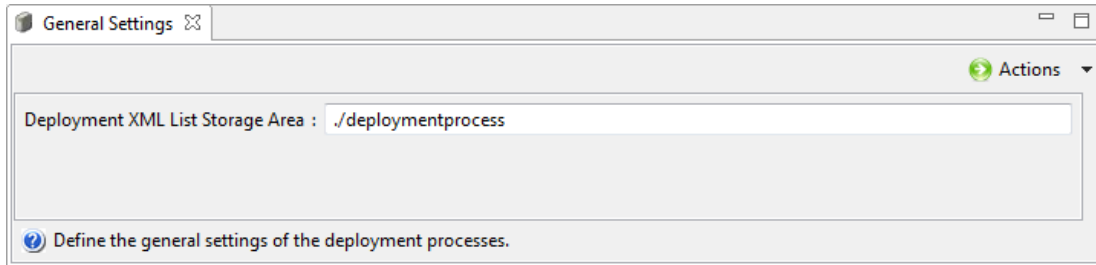 General Settings
Actions
Deployment XML List Storage Area : ./deploymentprocess
Define the general settings of the deployment processes.